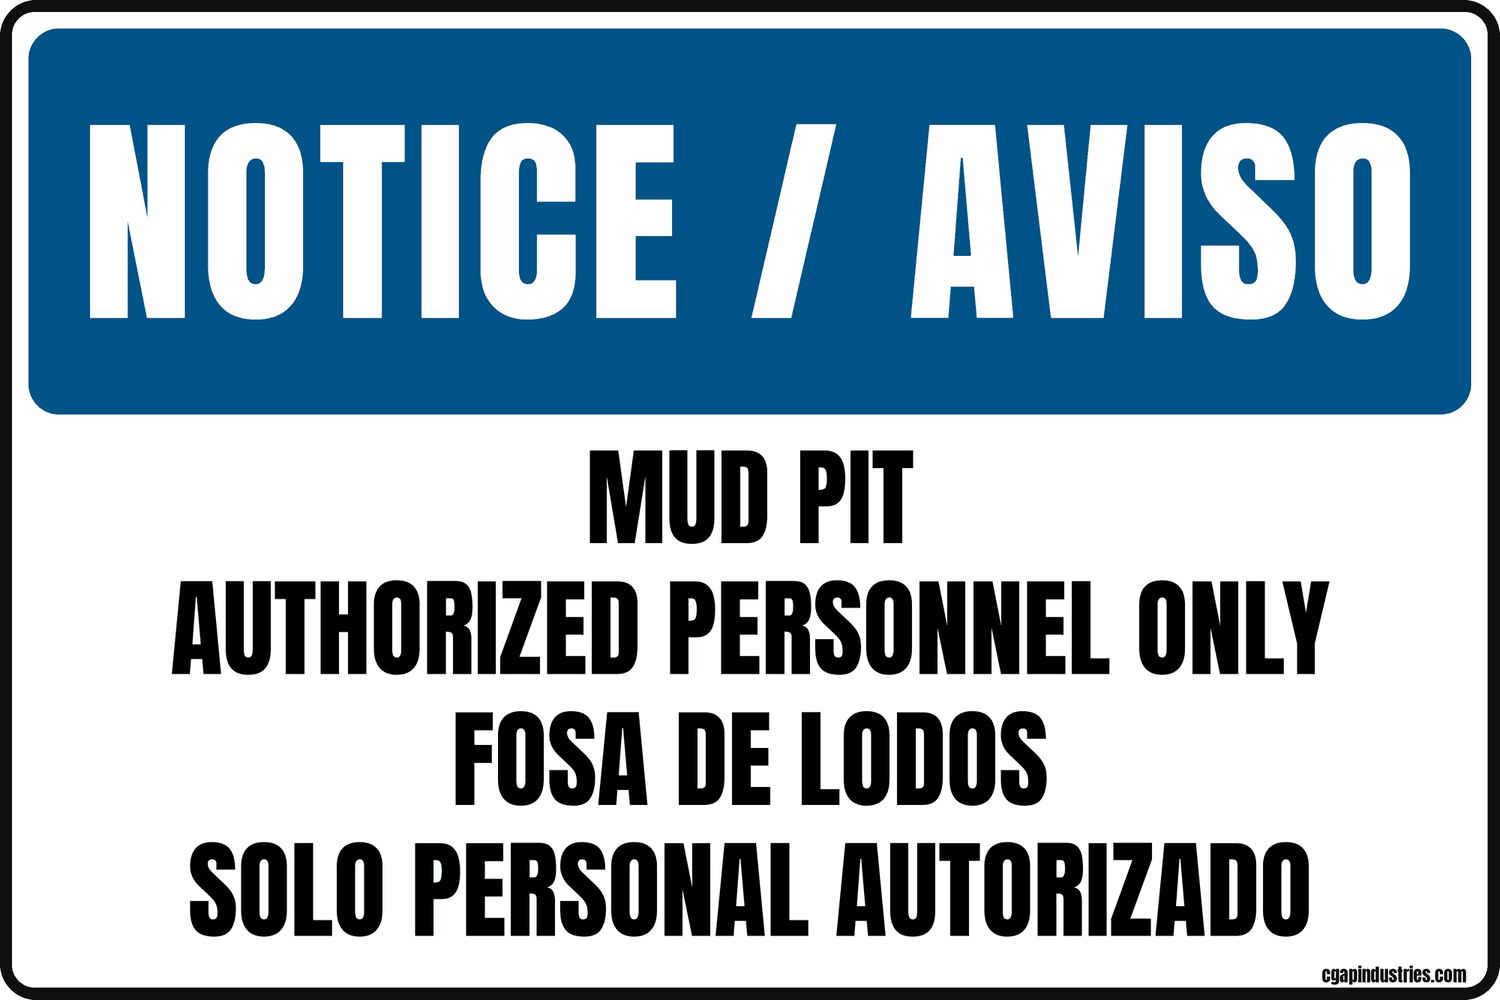 NOTICE / AVISO
MUD PIT
AUTHORIZED PERSONNEL ONLY
FOSA DE LODOS
SOLO PERSONAL AUTORIZADO
cgapindustries.com